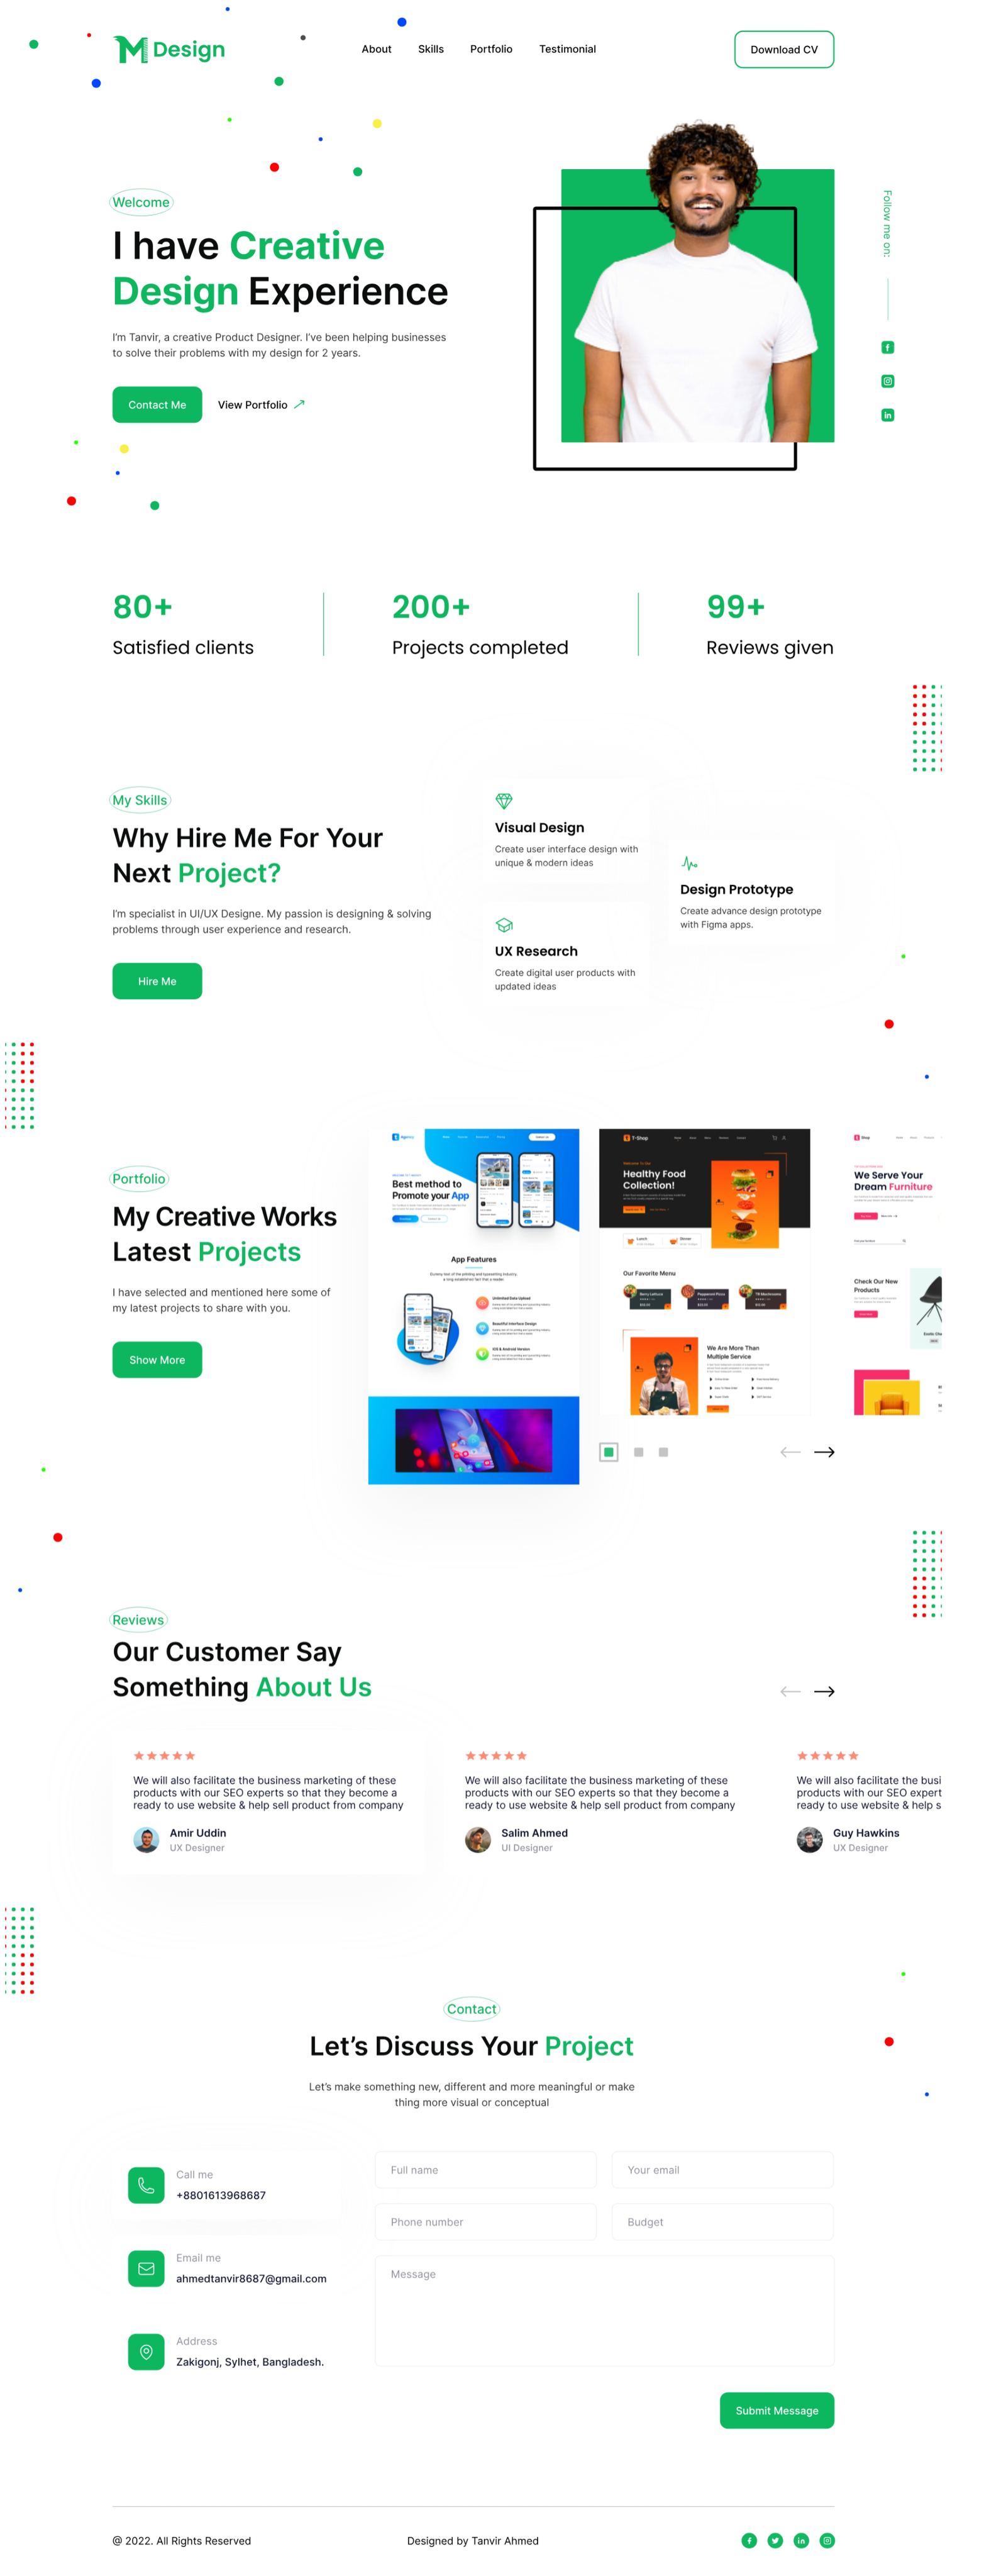 M Design
About
Skills
Portfolio
Testimonial
Download CV
Welcome
I have Creative
Design Experience
I'm Tanvir, a creative Product Designer. I've been helping businesses
to solve their problems with my design for 2 years.
Contact Me
View Portfolio
Follow me on:
80+
Satisfied clients
200+
Projects completed
99+
Reviews given
My Skills
Why Hire Me For Your
Next Project?
I'm specialist in UI/UX Designe. My passion is designing & solving
problems through user experience and research.
Hire Me
Visual Design
Create user interface design with
unique & modern ideas
UX Research
Create digital user products with
updated ideas
Design Prototype
Create advance design prototype
with Figma apps.
Portfolio
My Creative Works
Latest Projects
I have selected and mentioned here some of
my latest projects to share with you.
Show More
Best method to
Promote your App
App Features
Unlimited Data Upload
Beautiful Interface Design
iOS & Android Version
T-Shop
Healthy Food
Collection!
Lunch
Dinner
Our Favorite Menu
We Are More Than
Multiple Service
Shop
We Serve Your
Dream Furniture
Check Our New
Products
Reviews
Our Customer Say
Something About Us
We will also facilitate the business marketing of these
products with our SEO experts so that they become a
ready to use website & help sell product from company
Amir Uddin
UX Designer
We will also facilitate the business marketing of these
products with our SEO experts so that they become a
ready to use website & help sell product from company
Salim Ahmed
UI Designer
We will also facilitate the busi
products with our SEO expert
ready to use website & help s
Guy Hawkins
UX Designer
Contact
Let's Discuss Your Project
Let's make something new, different and more meaningful or make
thing more visual or conceptual
Call me
+8801613968687
Email me
ahmedtanvir8687@gmail.com
Address
Zakigonj, Sylhet, Bangladesh.
Full name
Your email
Phone number
Budget
Message
Submit Message
@ 2022. All Rights Reserved
Designed by Tanvir Ahmed